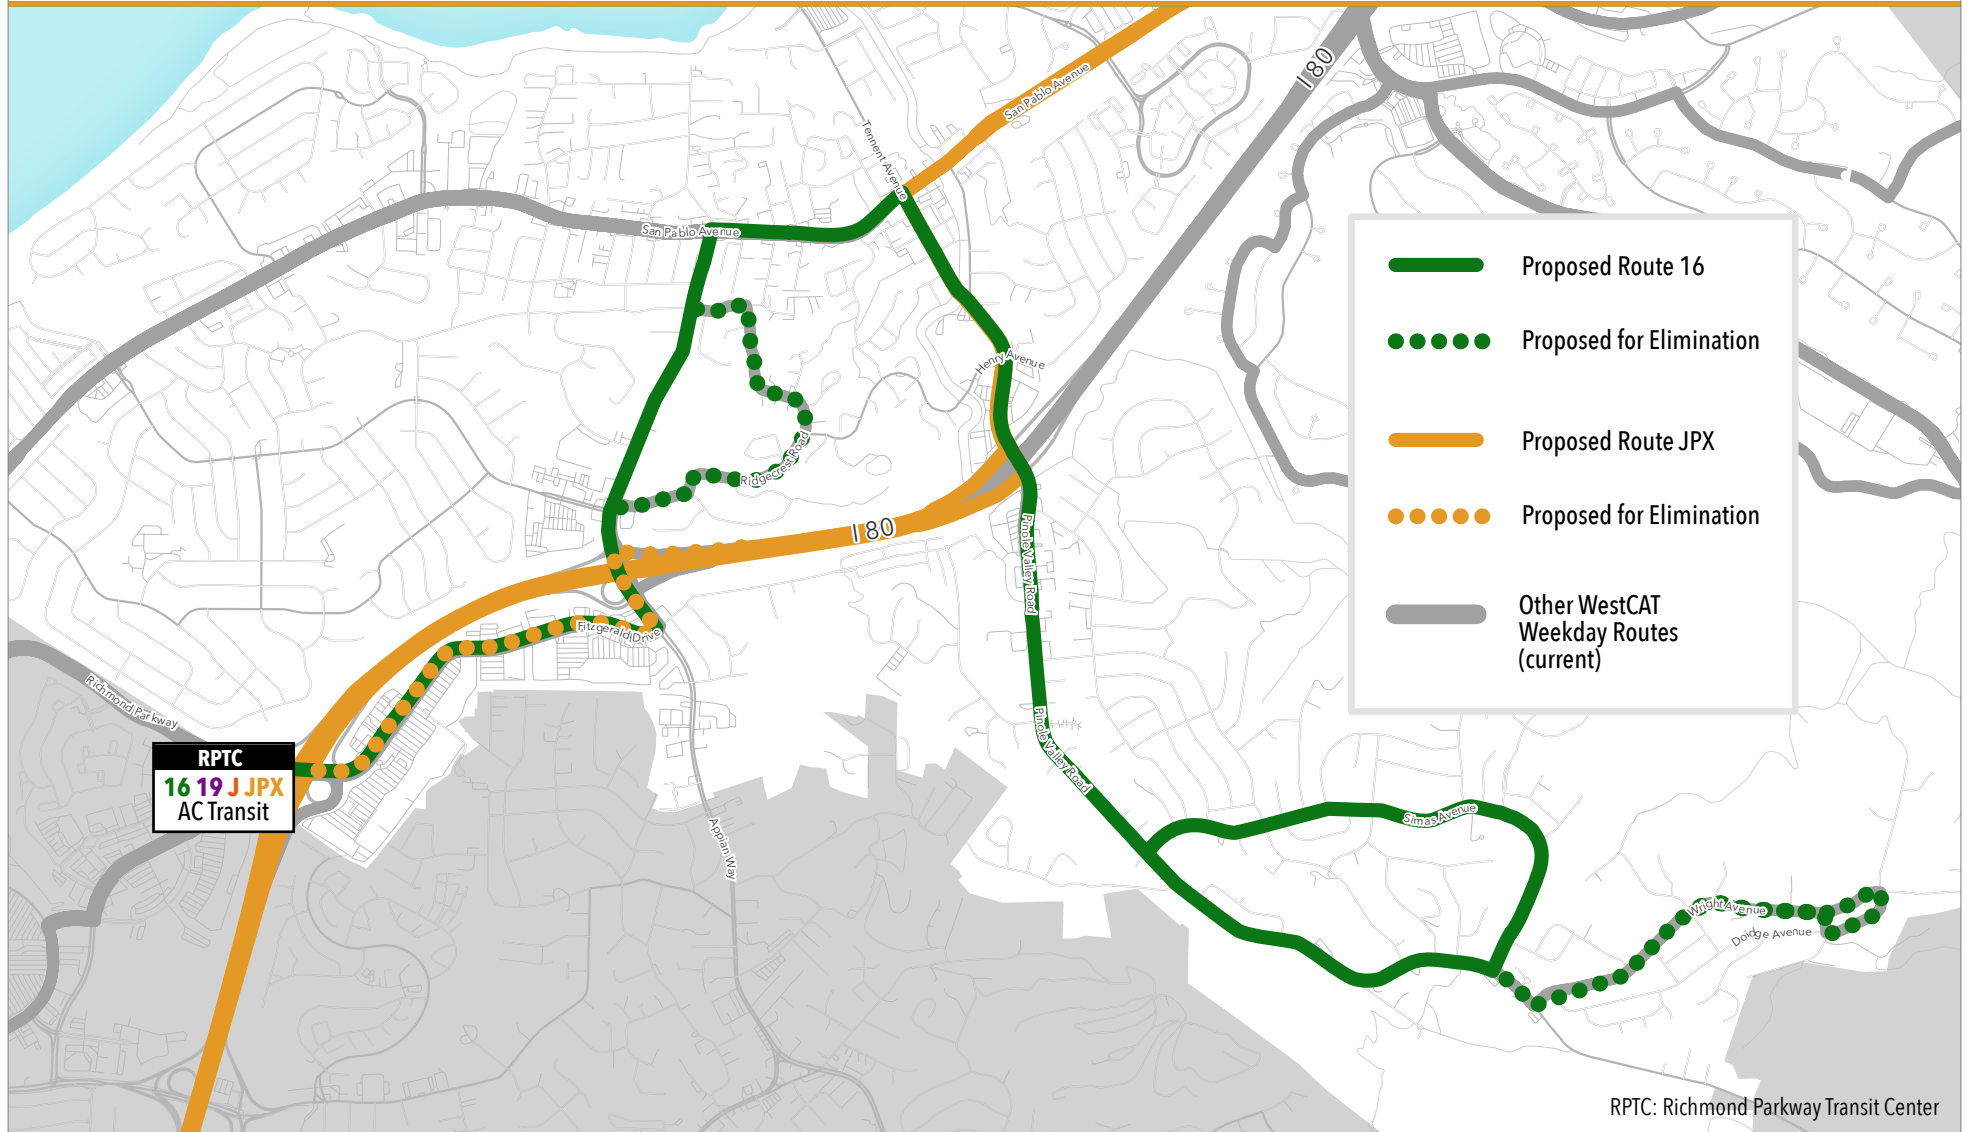 I 80
San Pablo Avenue
Tennent Avenue
San Pablo Avenue
Henry Avenue
Ridgecrest Road
I 80
Pinole Valley Road
Fitzgerald Drive
Richmond Parkway
Pinole Valley Road
Appian Way
Simas Avenue
Wright Avenue
Doidge Avenue
RPTC
16 19 J JPX
AC Transit
Proposed Route 16
Proposed for Elimination
Proposed Route JPX
Proposed for Elimination
Other WestCAT
Weekday Routes
(current)
RPTC: Richmond Parkway Transit Center